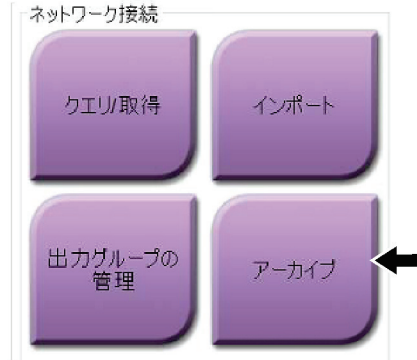 ネットワーク接続
クエリ/取得
インポート
出力グループの
管理
アーカイブ